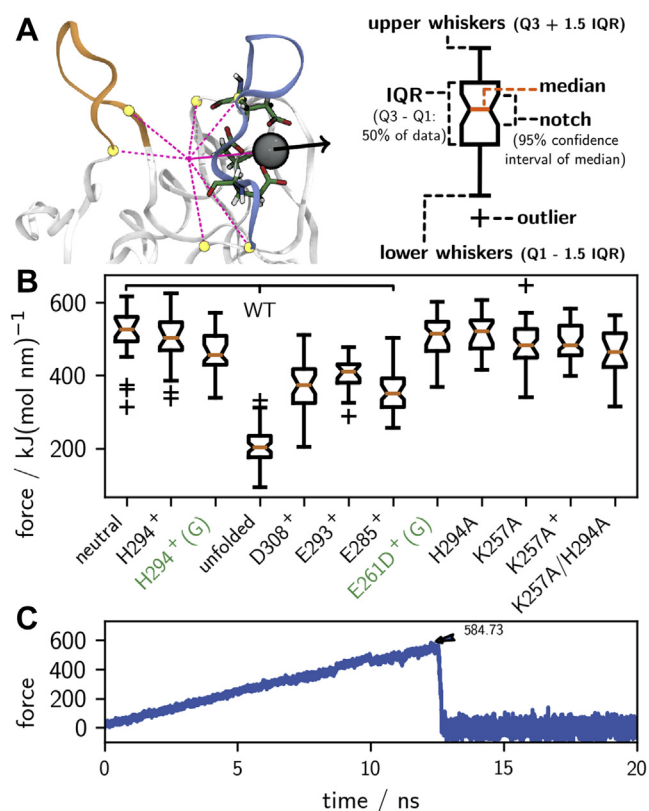 A
upper whiskers (Q3 + 1.5 IQR)
IQR
(Q3 - Q1:
50% of data)
median
notch
(95% confidence
interval of median)
outlier
lower whiskers (Q1 - 1.5 IQR)
B
WT
600
400
200
force / kJ(mol nm)⁻¹
neutral
H294⁺
H294⁺(G)
unfolded
D308⁺
E293⁺
E285⁺
E261D⁺(G)
H294A
K257A
K257A⁺
K257A/H294A
C
584.73
600
400
200
0
force
0 5 10 15 20
time / ns